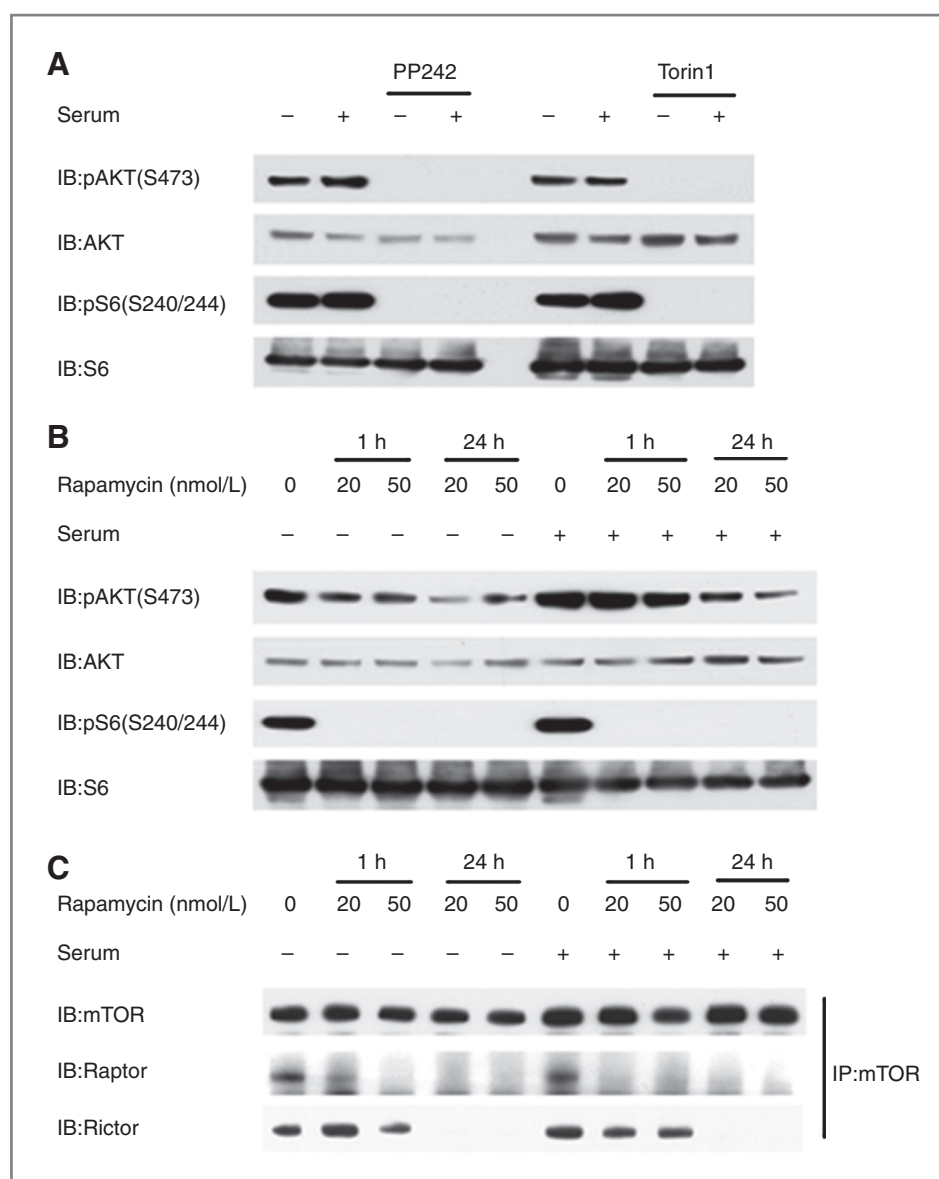 A
PP242 Torin1
Serum – + – + – + – +
IB:pAKT(S473)
IB:AKT
IB:pS6(S240/244)
IB:S6
B
1 h 24 h 1 h 24 h
Rapamycin (nmol/L) 0 20 50 20 50 0 20 50 20 50
Serum – – – – – + + + + +
IB:pAKT(S473)
IB:AKT
IB:pS6(S240/244)
IB:S6
C
1 h 24 h 1 h 24 h
Rapamycin (nmol/L) 0 20 50 20 50 0 20 50 20 50
Serum – – – – – + + + + +
IB:mTOR
IB:Raptor
IP:mTOR
IB:Rictor